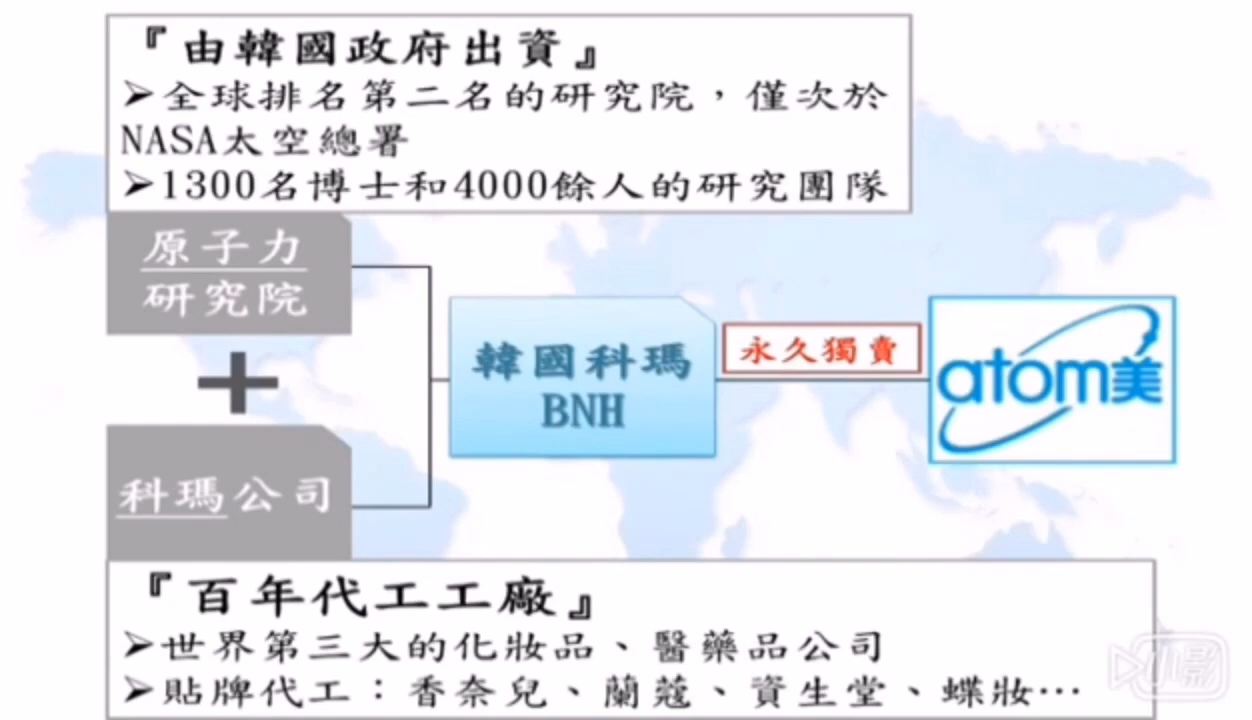 『由韓國政府出資』
➢全球排名第二名的研究院，僅次於
NASA太空總署
➢1300名博士和4000餘人的研究團隊
原子力
研究院
科瑪公司
韓國科瑪
BNH
永久獨賣
atom美
『百年代工工廠』
➢世界第三大的化妝品、醫藥品公司
➢貼牌代工：香奈兒、蘭蔻、資生堂、蝶妝…
小影